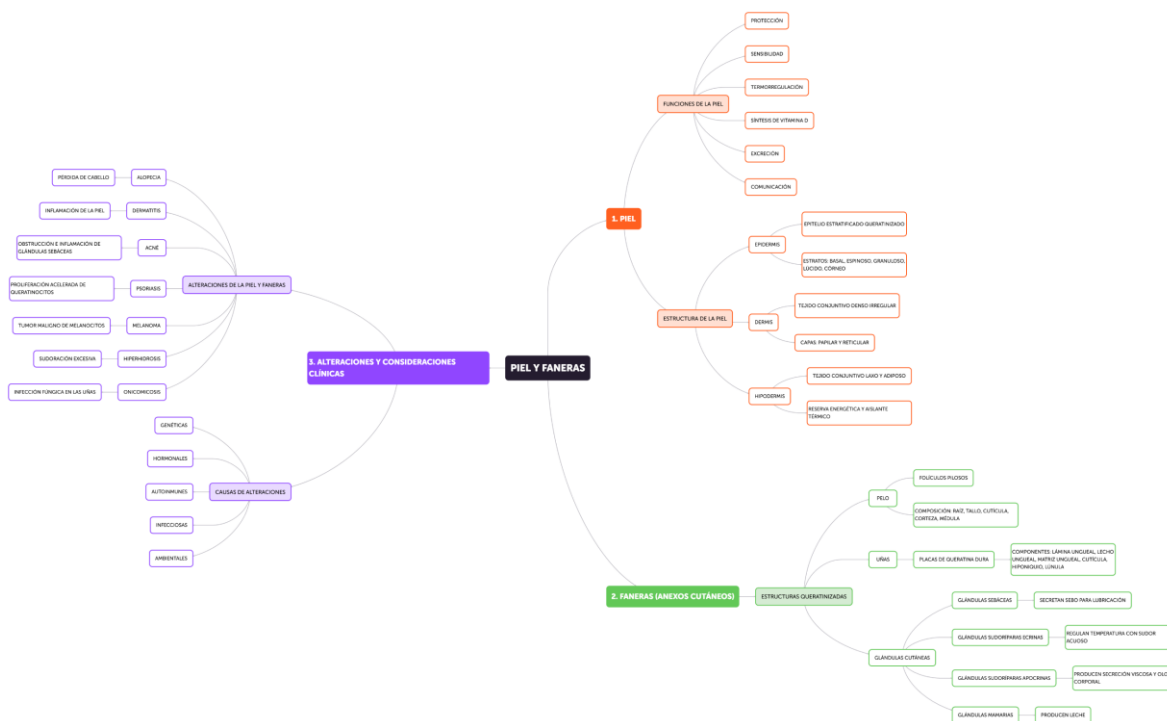 PIEL Y FANERAS
1. PIEL
FUNCIONES DE LA PIEL
PROTECCIÓN
SENSIBILIDAD
TERMORREGULACIÓN
SÍNTESIS DE VITAMINA D
EXCRECIÓN
COMUNICACIÓN
ESTRUCTURA DE LA PIEL
EPIDERMIS
EPITELIO ESTRATIFICADO QUERATINIZADO
ESTRATOS: BASAL, ESPINOSO, GRANULOSO,
LÚCIDO, CÓRNEO
DERMIS
TEJIDO CONJUNTIVO DENSO IRREGULAR
CAPAS: PAPILAR Y RETICULAR
HIPODERMIS
TEJIDO CONJUNTIVO LAXO Y ADIPOSO
RESERVA ENERGÉTICA Y AISLANTE
TÉRMICO
2. FANERAS (ANEXOS CUTÁNEOS)
ESTRUCTURAS QUERATINIZADAS
PELO
FOLÍCULOS PILOSOS
COMPOSICIÓN: RAÍZ, TALLO, CUTÍCULA,
CORTEZA, MÉDULA
UÑAS
PLACAS DE QUERATINA DURA
COMPONENTES: LÁMINA UNGUEAL, LECHO
UNGUEAL, MATRIZ UNGUEAL, CUTÍCULA,
HIPONIQUIO, LÚNULA
GLÁNDULAS CUTÁNEAS
GLÁNDULAS SEBÁCEAS
SECRETAN SEBO PARA LUBRICACIÓN
GLÁNDULAS SUDORÍPARAS ECRINAS
REGULAN TEMPERATURA CON SUDOR
ACUOSO
GLÁNDULAS SUDORÍPARAS APOCRINAS
PRODUCEN SECRECIÓN VISCOSA Y OLO
CORPORAL
GLÁNDULAS MAMARIAS
PRODUCEN LECHE
3. ALTERACIONES Y CONSIDERACIONES
CLÍNICAS
ALTERACIONES DE LA PIEL Y FANERAS
ALOPECIA
PÉRDIDA DE CABELLO
DERMATITIS
INFLAMACIÓN DE LA PIEL
ACNÉ
OBSTRUCCIÓN E INFLAMACIÓN DE
GLÁNDULAS SEBÁCEAS
PSORIASIS
PROLIFERACIÓN ACELERADA DE
QUERATINOCITOS
MELANOMA
TUMOR MALIGNO DE MELANOCITOS
HIPERHIDROSIS
SUDORACIÓN EXCESIVA
ONICOMICOSIS
INFECCIÓN FÚNGICA EN LAS UÑAS
CAUSAS DE ALTERACIONES
GENÉTICAS
HORMONALES
AUTOINMUNES
INFECCIOSAS
AMBIENTALES